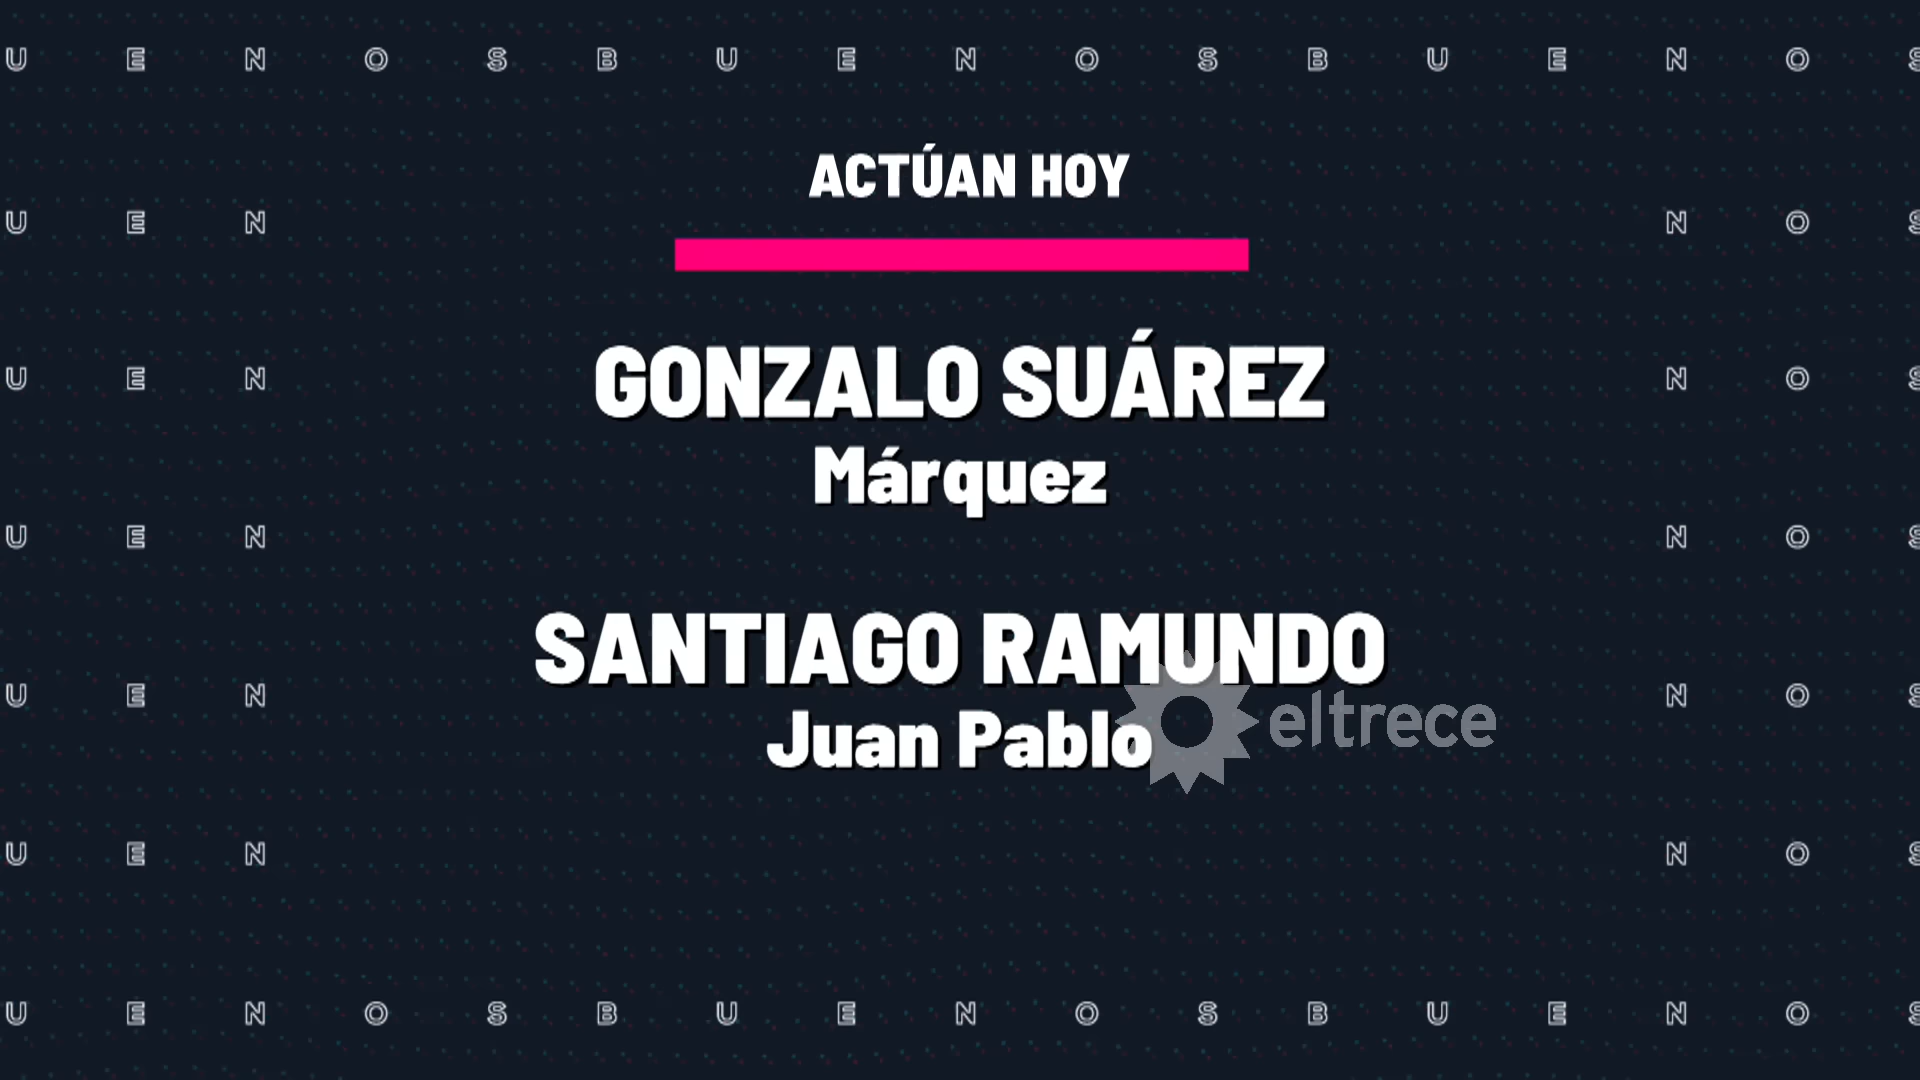 U E N O S B U E N O S B U E N O S
ACTÚAN HOY
U E N N O S
GONZALO SUÁREZ
U E N N O S
Márquez
U E N N O S
SANTIAGO RAMUNDO
U E N N O S
eltrece
Juan Pablo
U E N N O S
U E N O S B U E N O S B U E N O S